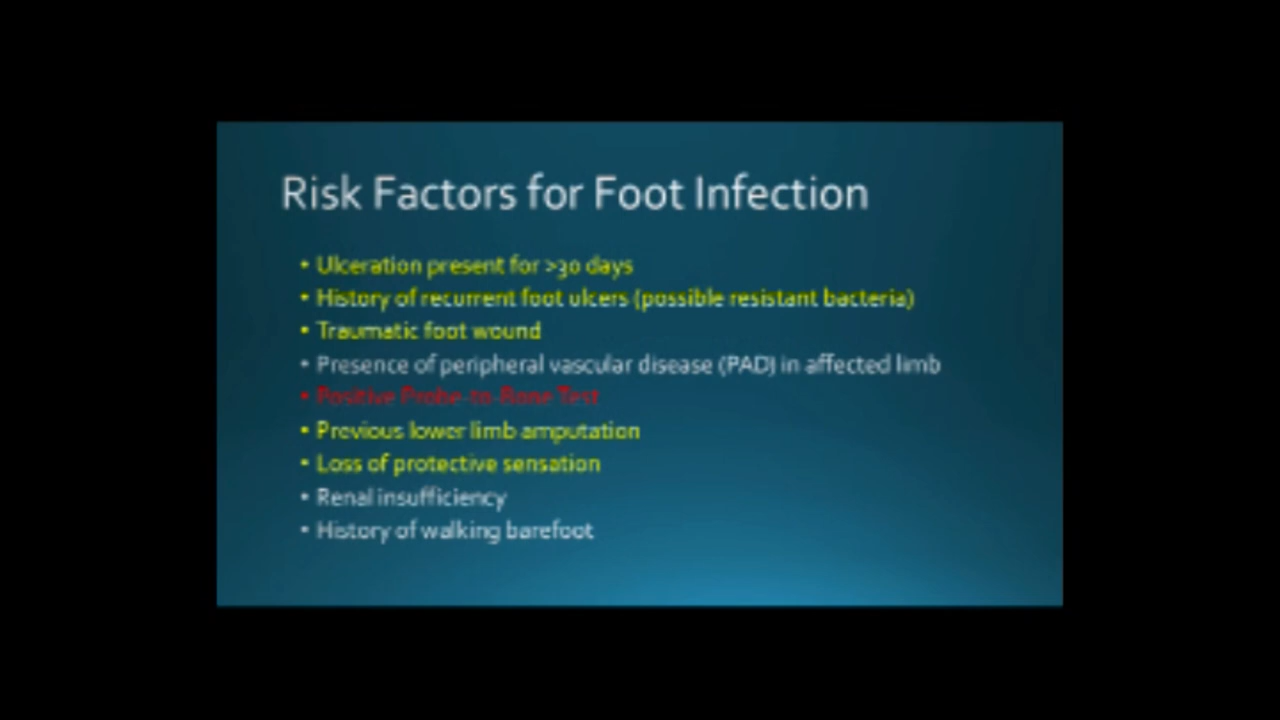 Risk Factors for Foot Infection
• Ulceration present for >30 days
• History of recurrent foot ulcers (possible resistant bacteria)
• Traumatic foot wound
• Presence of peripheral vascular disease (PAD) in affected limb
• Positive Probe-to-Bone Test
• Previous lower limb amputation
• Loss of protective sensation
• Renal insufficiency
• History of walking barefoot